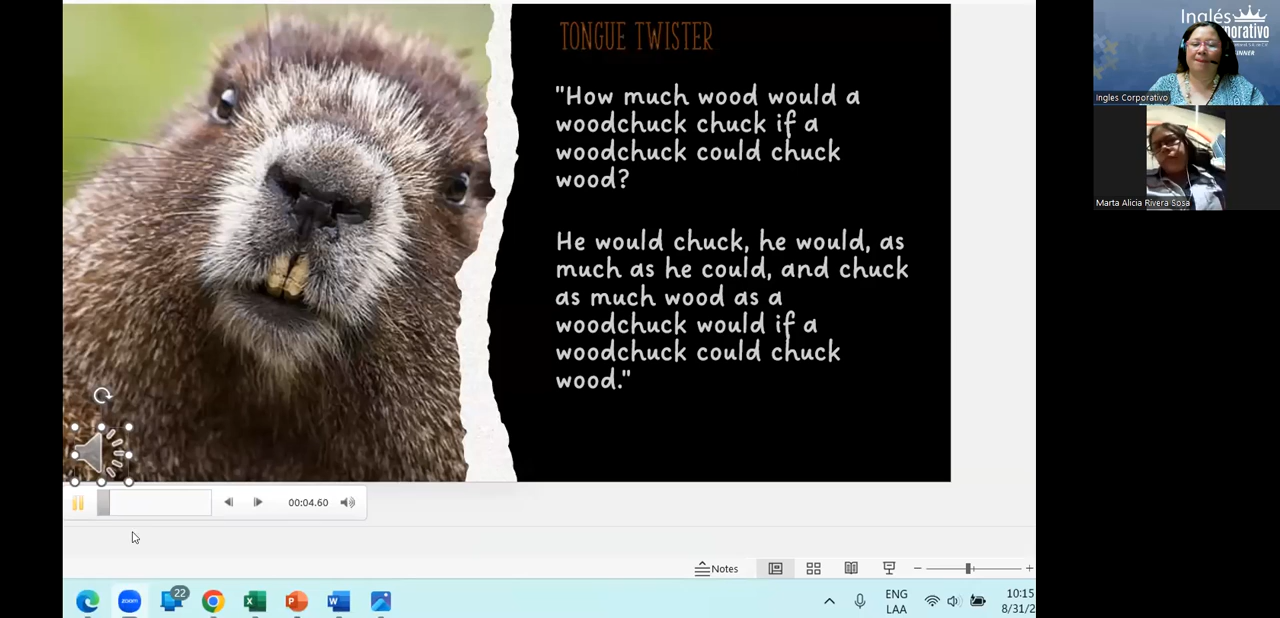 TONGUE TWISTER
"How much wood would a
woodchuck chuck if a
woodchuck could chuck
wood?
He would chuck, he would, as
much as he could, and chuck
as much wood as a
woodchuck would if a
woodchuck could chuck
wood."
Inglés
Ingles Corporativo
Marta Alicia Rivera Sosa
00:04.60
Notes
22
zoom
ENG
LAA
10:15
8/31/2